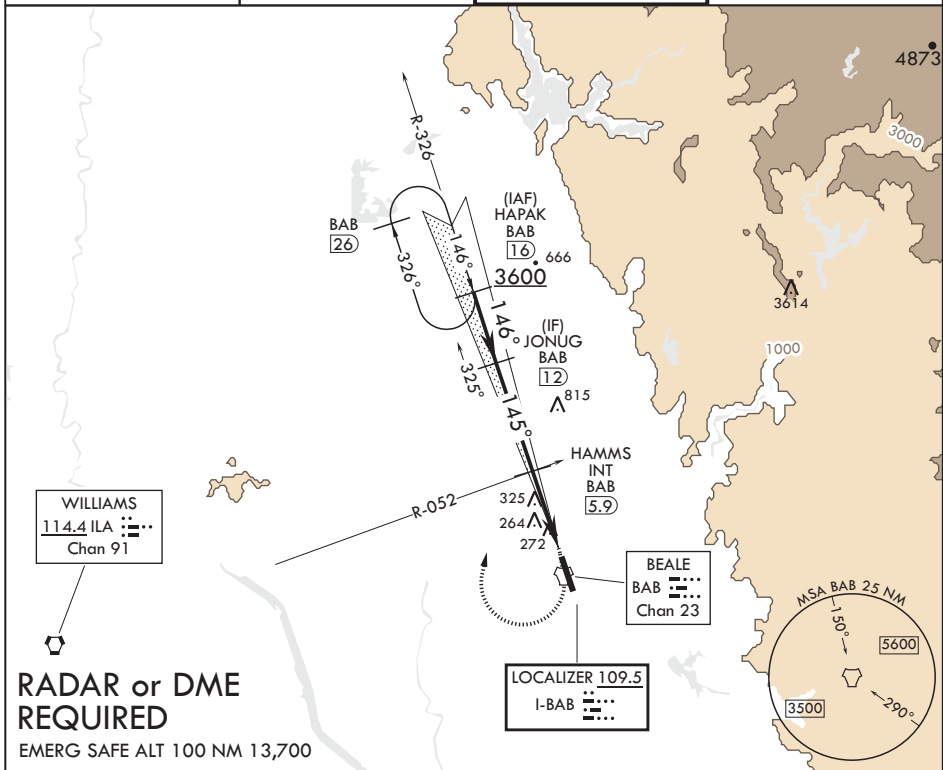 4873
3000
R-326
(IAF)
HAPAK
BAB
16
BAB
26
666
3600
146°
326°
146°
3614
(IF)
JONUG
BAB
12
1000
325°
815
145°
HAMMS
INT
BAB
5.9
R-052
325
264
272
WILLIAMS
114.4 ILA
Chan 91
BEALE
BAB
Chan 23
MSA BAB 25 NM
150°
5600
3500
290°
LOCALIZER 109.5
I-BAB
RADAR or DME
REQUIRED
EMERG SAFE ALT 100 NM 13,700